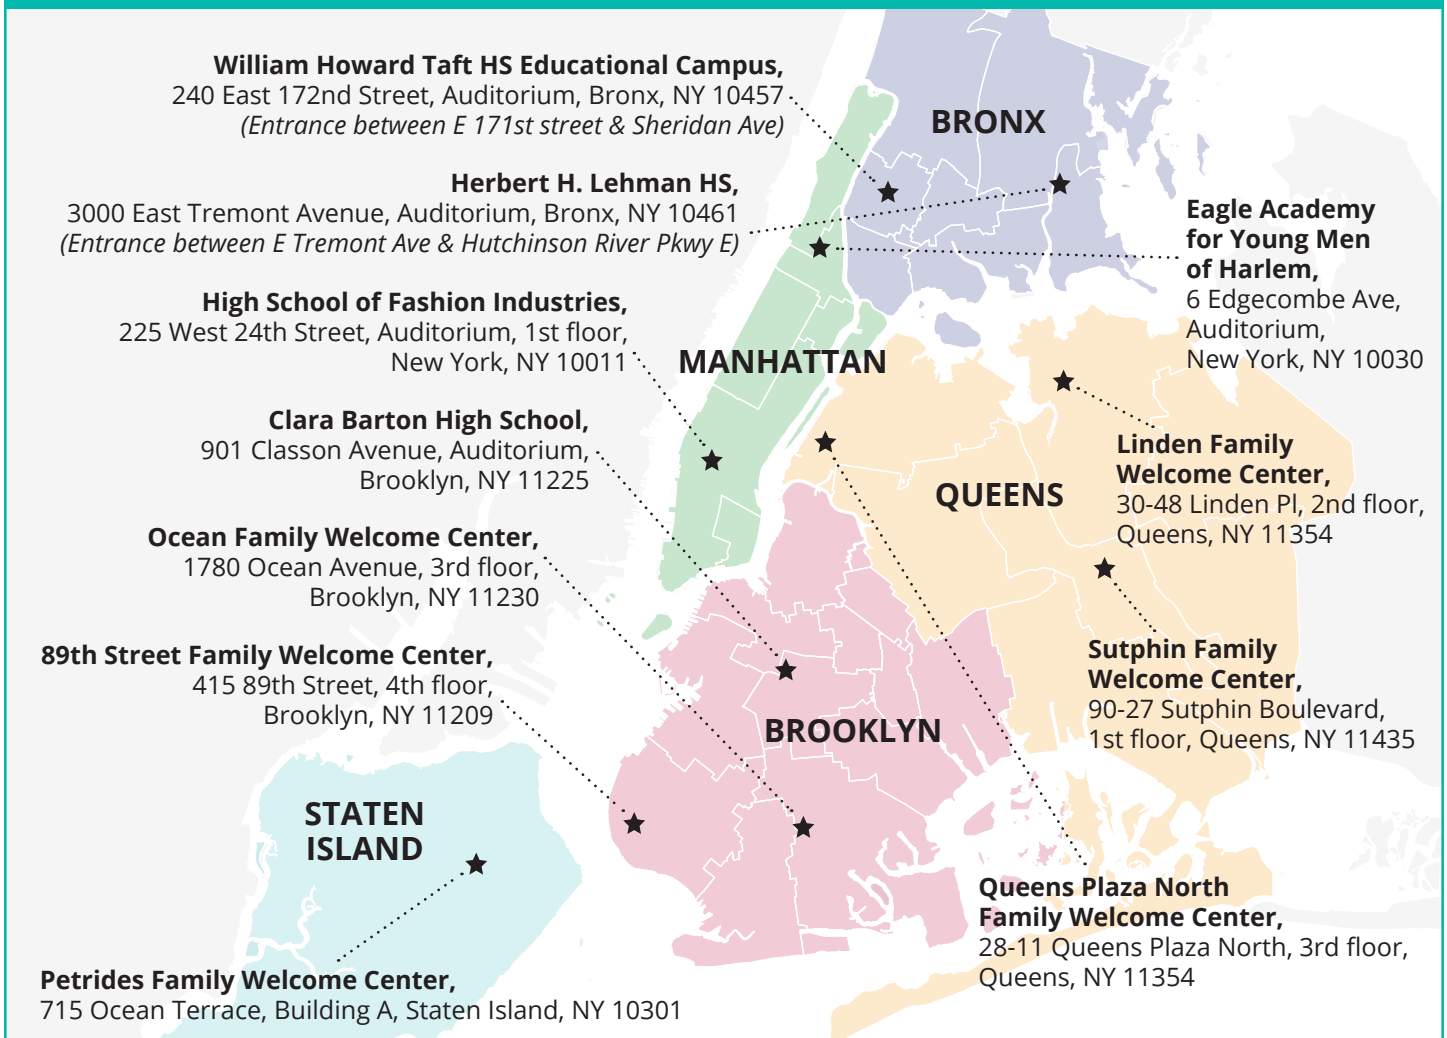 William Howard Taft HS Educational Campus,
240 East 172nd Street, Auditorium, Bronx, NY 10457
(Entrance between E 171st street & Sheridan Ave)
BRONX
Herbert H. Lehman HS,
3000 East Tremont Avenue, Auditorium, Bronx, NY 10461
(Entrance between E Tremont Ave & Hutchinson River Pkwy E)
Eagle Academy
for Young Men
of Harlem,
6 Edgecombe Ave,
Auditorium,
New York, NY 10030
High School of Fashion Industries,
225 West 24th Street, Auditorium, 1st floor,
New York, NY 10011
MANHATTAN
Clara Barton High School,
901 Classon Avenue, Auditorium,
Brooklyn, NY 11225
Linden Family
Welcome Center,
30-48 Linden Pl, 2nd floor,
Queens, NY 11354
QUEENS
Ocean Family Welcome Center,
1780 Ocean Avenue, 3rd floor,
Brooklyn, NY 11230
89th Street Family Welcome Center,
415 89th Street, 4th floor,
Brooklyn, NY 11209
Sutphin Family
Welcome Center,
90-27 Sutphin Boulevard,
1st floor, Queens, NY 11435
BROOKLYN
STATEN
ISLAND
Queens Plaza North
Family Welcome Center,
28-11 Queens Plaza North, 3rd floor,
Queens, NY 11354
Petrides Family Welcome Center,
715 Ocean Terrace, Building A, Staten Island, NY 10301